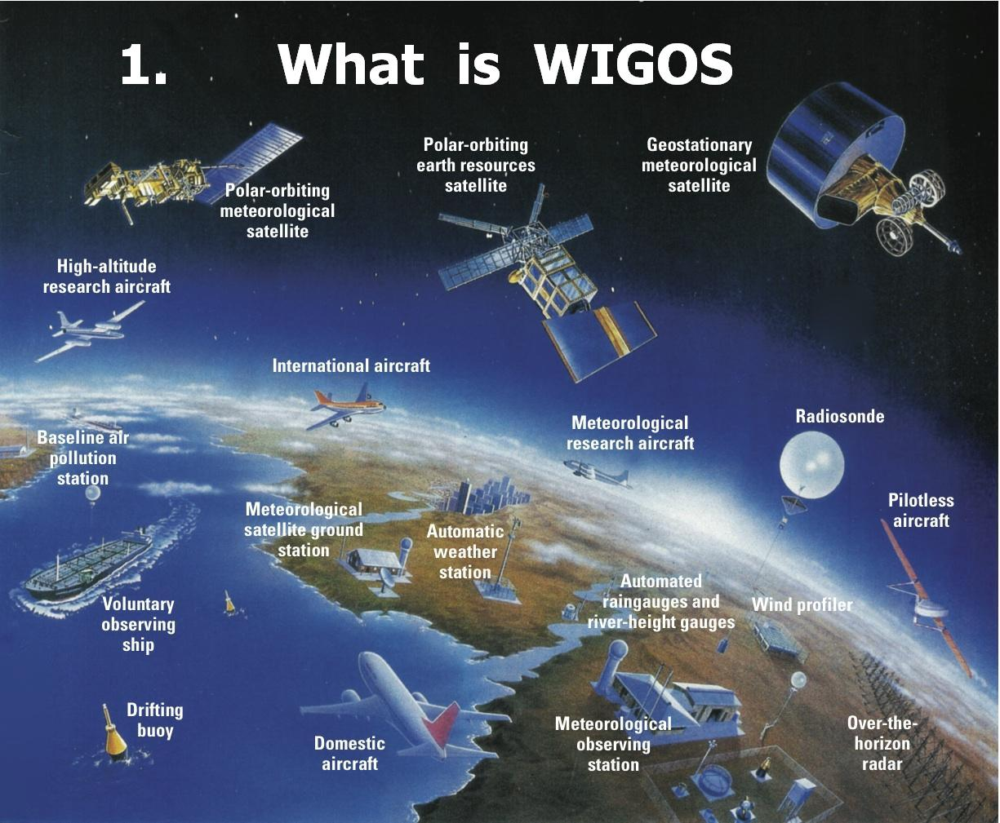 1. What is WIGOS
Polar-orbiting
meteorological
satellite
Polar-orbiting
earth resources
satellite
Geostationary
meteorological
satellite
High-altitude
research aircraft
International aircraft
Meteorological
research aircraft
Radiosonde
Baseline air
pollution
station
Pilotless
aircraft
Meteorological
satellite ground
station
Automatic
weather
station
Automated
raingauges and
river-height gauges
Wind profiler
Voluntary
observing
ship
Drifting
buoy
Domestic
aircraft
Meteorological
observing
station
Over-the-
horizon
radar